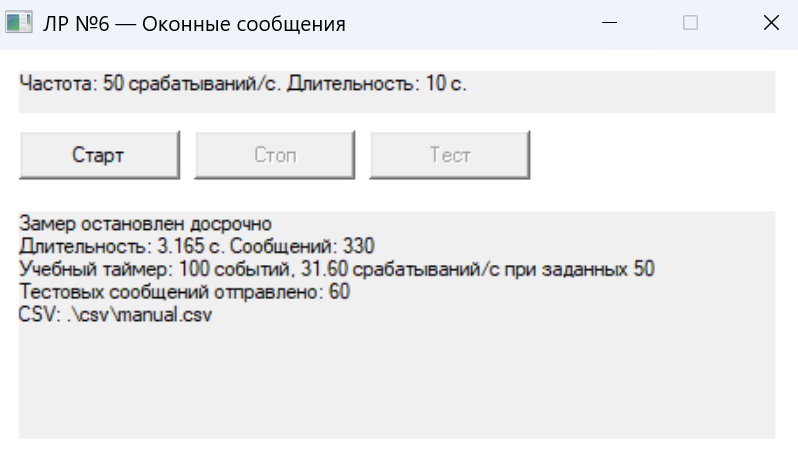 ЛР №6 — Оконные сообщения
Частота: 50 срабатываний/с. Длительность: 10 с.
Старт Стоп Тест
Замер остановлен досрочно
Длительность: 3.165 с. Сообщений: 330
Учебный таймер: 100 событий, 31.60 срабатываний/с при заданных 50
Тестовых сообщений отправлено: 60
CSV: .\csv\manual.csv